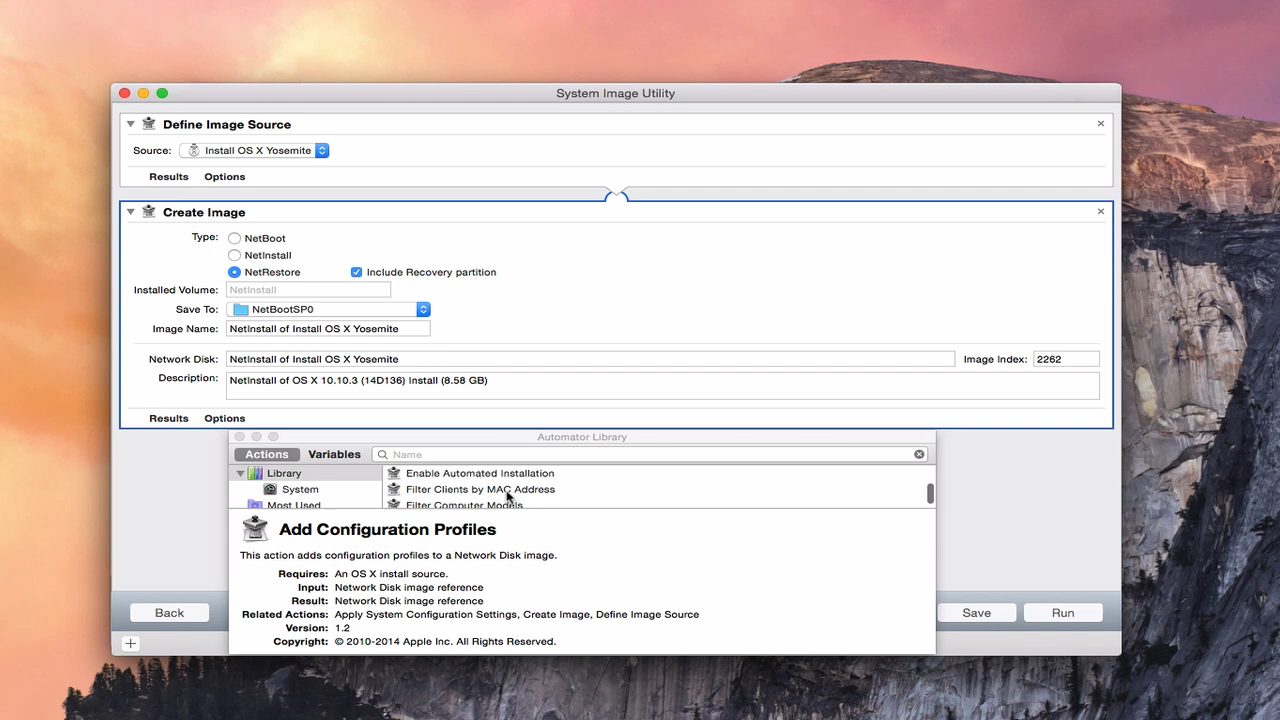 System Image Utility
Define Image Source
Source: Install OS X Yosemite
Results Options
Create Image
Type: NetBoot
NetInstall
NetRestore Include Recovery partition
Installed Volume: NetInstall
Save To: NetBootSP0
Image Name: NetInstall of Install OS X Yosemite
Network Disk: NetInstall of Install OS X Yosemite Image Index: 2262
Description: NetInstall of OS X 10.10.3 (14D136) Install (8.58 GB)
Results Options
Automator Library
Actions Variables Name
Library Enable Automated Installation
System Filter Clients by MAC Address
Most Used Filter Computer Models
Add Configuration Profiles
This action adds configuration profiles to a Network Disk image.
Requires: An OS X install source.
Input: Network Disk image reference
Result: Network Disk image reference
Related Actions: Apply System Configuration Settings, Create Image, Define Image Source
Version: 1.2
Copyright: © 2010-2014 Apple Inc. All Rights Reserved.
Back Save Run